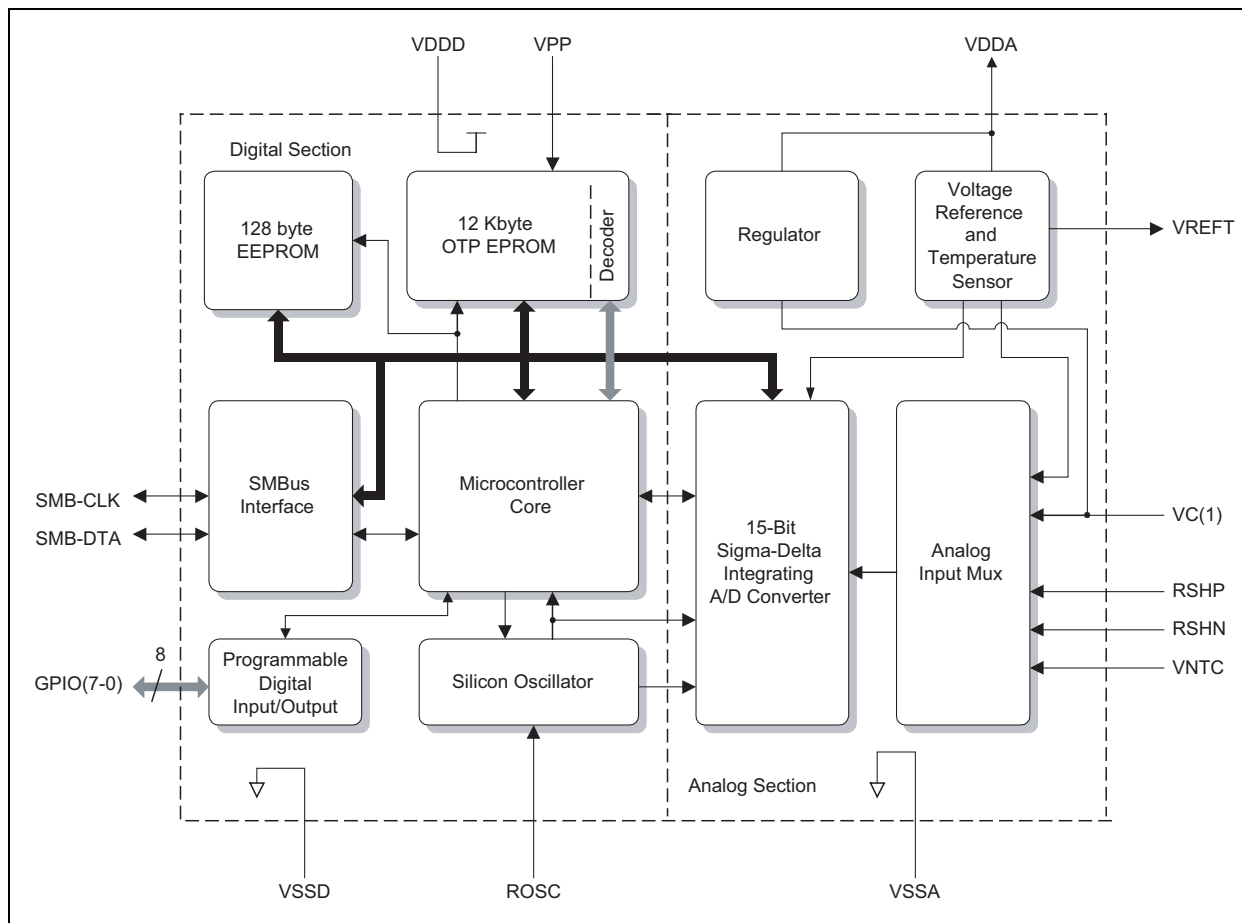 VDDD
VPP
VDDA
Digital Section
128 byte
EEPROM
12 Kbyte
OTP EPROM
Decoder
Regulator
Voltage
Reference
and
Temperature
Sensor
VREFT
SMB-CLK
SMB-DTA
SMBus
Interface
Microcontroller
Core
15-Bit
Sigma-Delta
Integrating
A/D Converter
Analog
Input Mux
VC(1)
RSHP
RSHN
VNTC
GPIO(7-0)
8
Programmable
Digital
Input/Output
Silicon Oscillator
Analog Section
VSSD
ROSC
VSSA